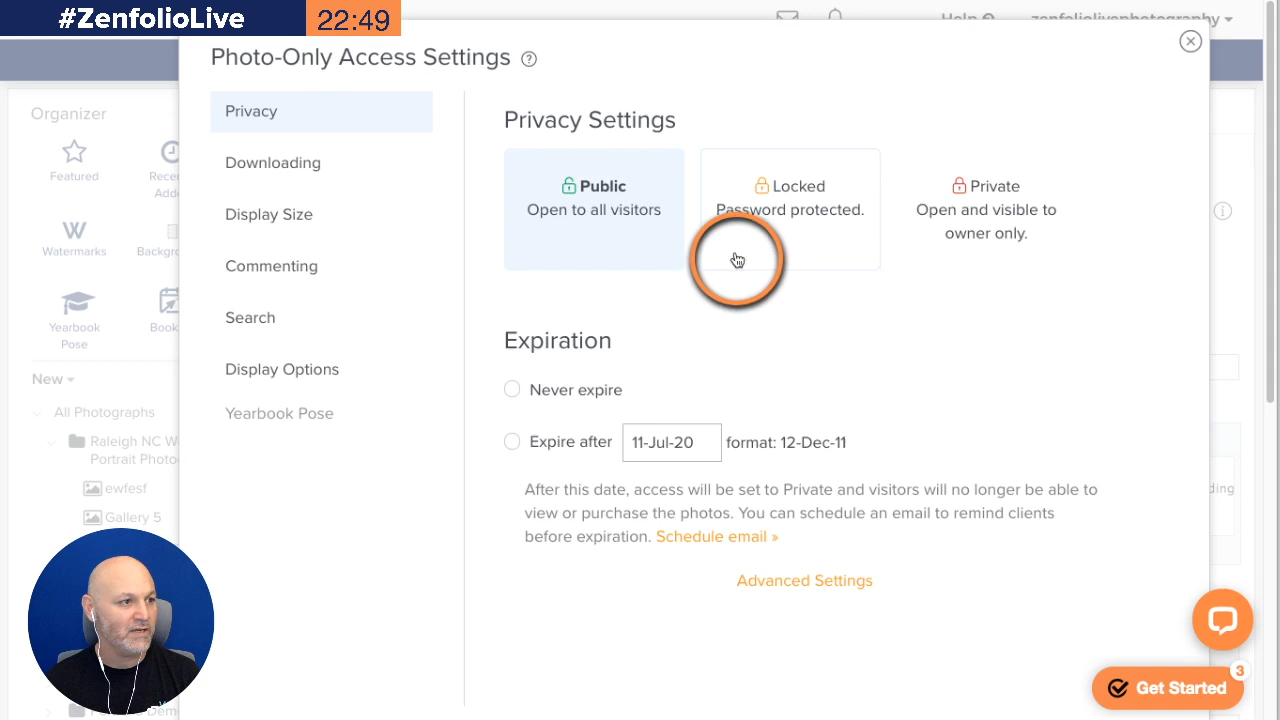 #ZenfolioLive
22:49
Help
zenfoliolivephotography
Photo-Only Access Settings
Privacy
Downloading
Display Size
Commenting
Search
Display Options
Yearbook Pose
Privacy Settings
Public
Open to all visitors
Locked
Password protected.
Private
Open and visible to
owner only.
Expiration
Never expire
Expire after 11-Jul-20 format: 12-Dec-11
After this date, access will be set to Private and visitors will no longer be able to
view or purchase the photos. You can schedule an email to remind clients
before expiration. Schedule email »
Advanced Settings
Organizer
Featured
Watermarks
Yearbook
Pose
New
All Photographs
Raleigh NC
ewfesf
Gallery 5
3
Get Started